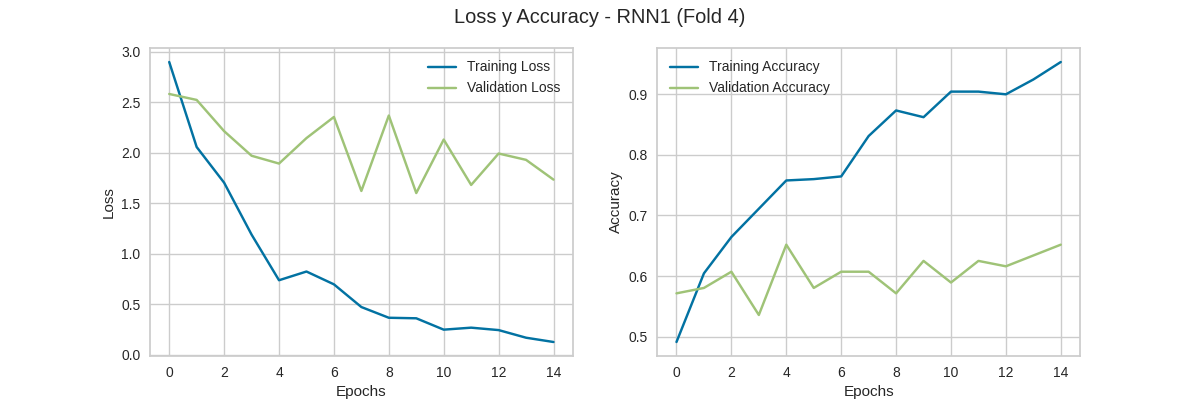 Loss y Accuracy - RNN1 (Fold 4)
3.0
2.5
2.0
1.5
1.0
0.5
0.0
Loss
0 2 4 6 8 10 12 14
Epochs
Training Loss
Validation Loss
0.9
0.8
0.7
0.6
0.5
Accuracy
0 2 4 6 8 10 12 14
Epochs
Training Accuracy
Validation Accuracy